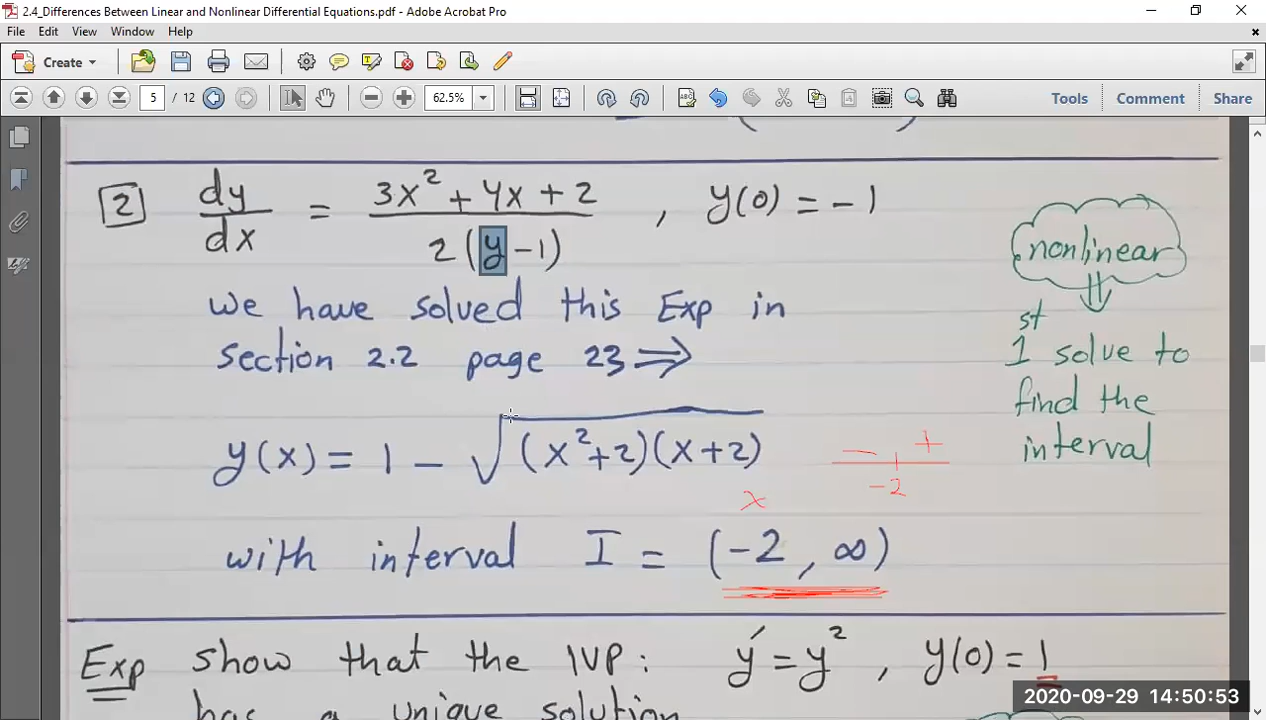 2.4_Differences Between Linear and Nonlinear Differential Equations.pdf - Adobe Acrobat Pro
File Edit View Window Help
Create
5 / 12 62.5% Tools Comment Share
2 dy/dx = (3x² + 4x + 2) / (2(y-1)) , y(0) = -1
nonlinear
We have solved this Exp in
section 2.2 page 23 ⇒
1st solve to
find the
interval
y(x) = 1 - √((x²+2)(x+2))
- +
-2
x
with interval I = (-2, ∞)
Exp show that the IVP: y' = y² , y(0) = 1
has a unique solution
2020-09-29 14:50:53